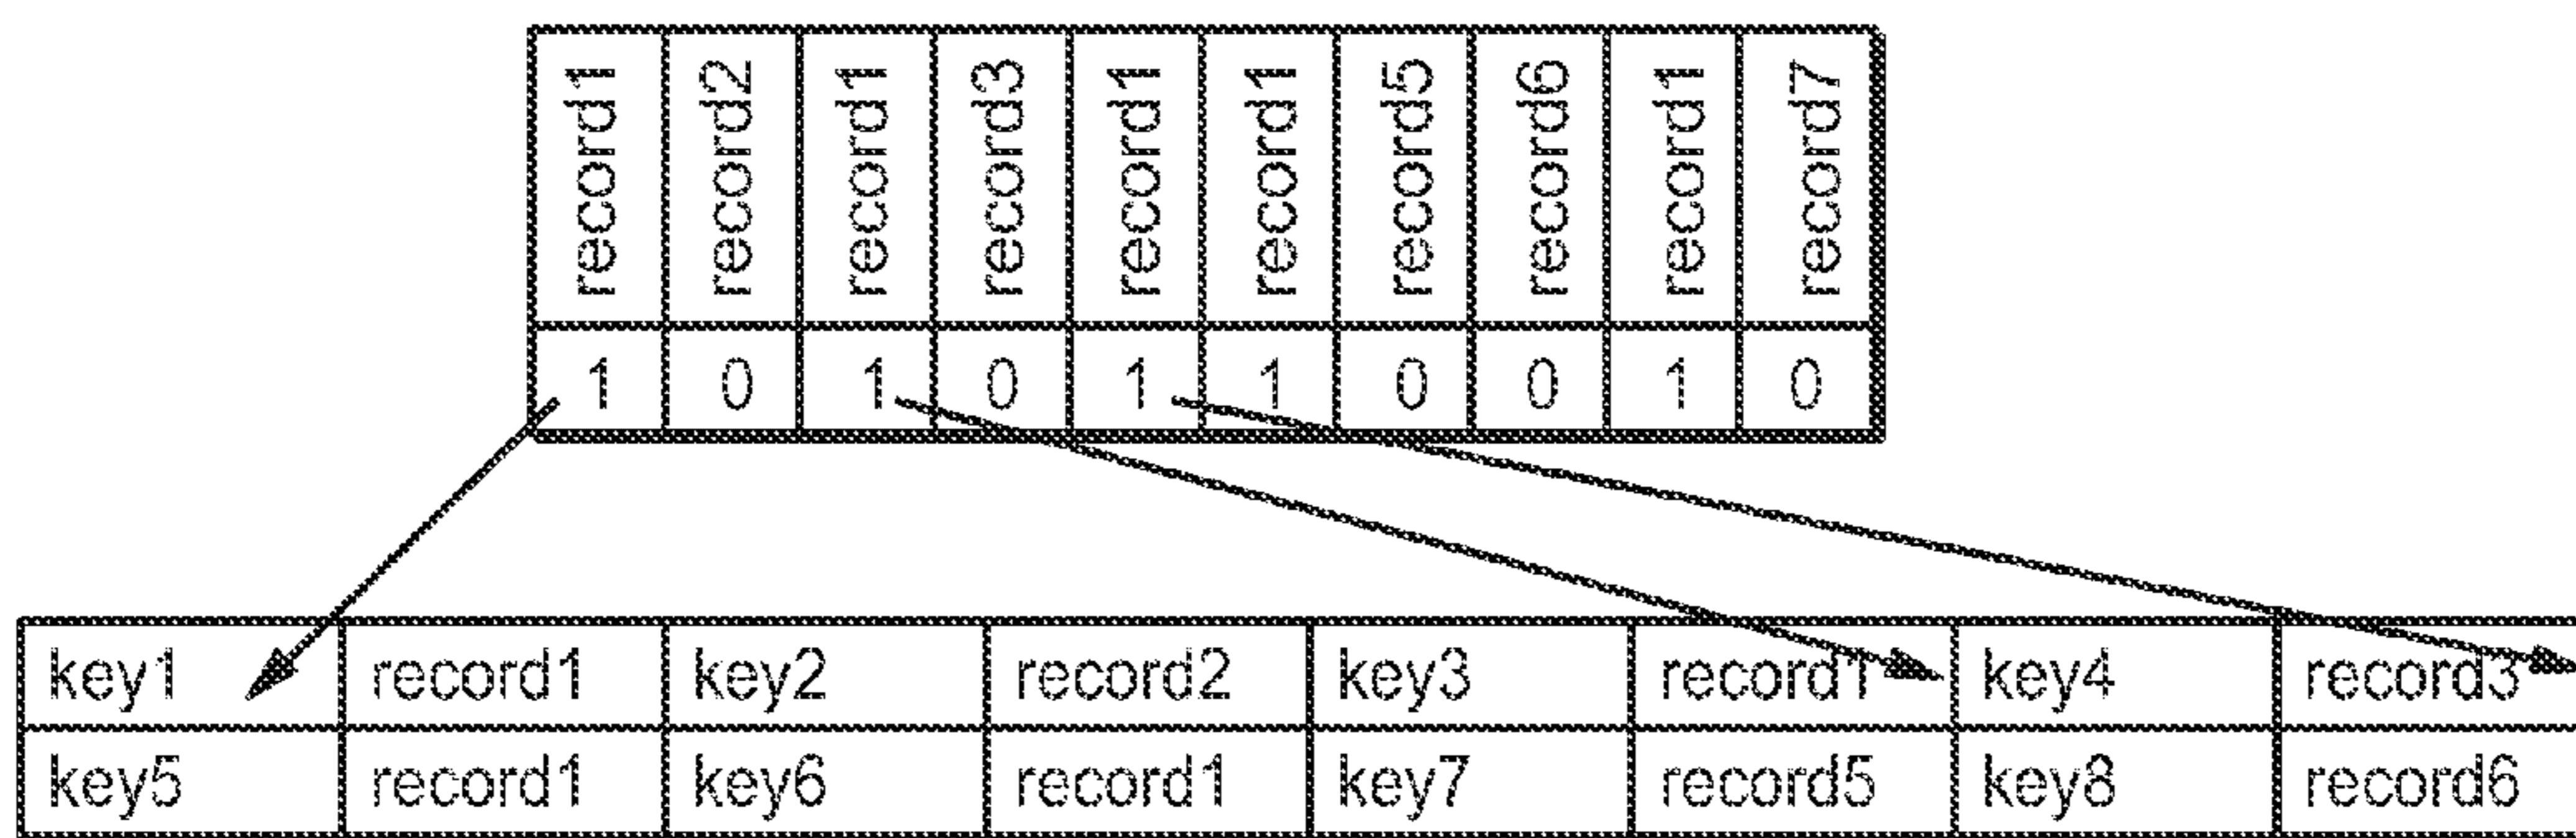 record1 record2 record1 record3 record1 record1 record5 record6 record1 record7
1 0 1 0 1 1 0 0 1 0
key1 record1 key2 record2 key3 record1 key4 record3
key5 record1 key6 record1 key7 record5 key8 record6